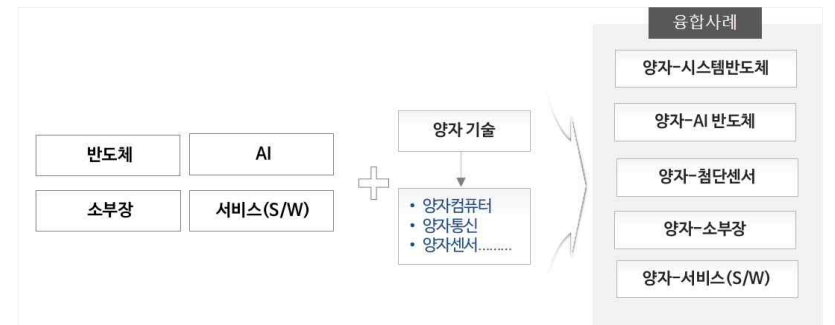 융합사례
반도체
AI
소부장
서비스(S/W)
양자 기술
• 양자컴퓨터
• 양자통신
• 양자센서………
양자-시스템반도체
양자-AI 반도체
양자-첨단센서
양자-소부장
양자-서비스(S/W)